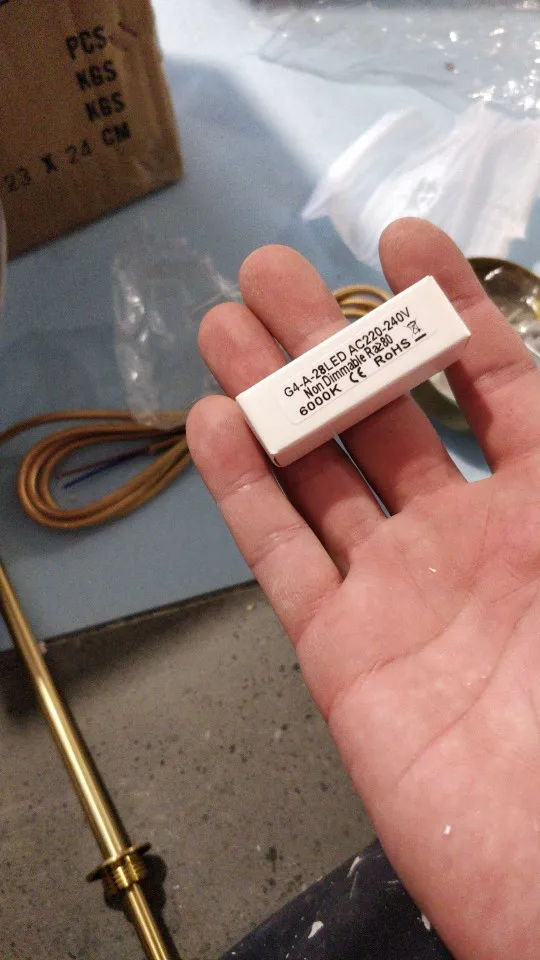 PCS
KGS
KGS
23 X 24 CM
G4-A-28LED AC220-240V
Non Dimmable Ra≥80
6000K CE RoHS